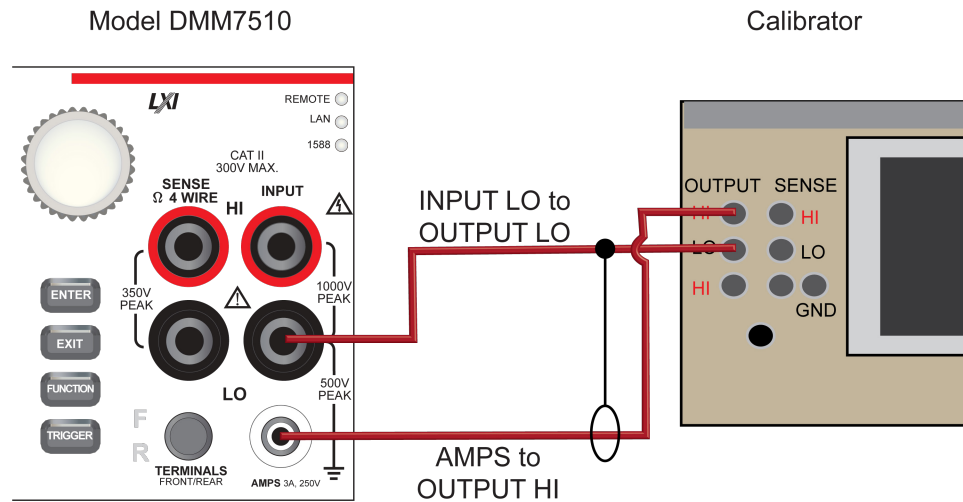 Model DMM7510
Calibrator
LXI
REMOTE
LAN
1588
CAT II
300V MAX.
SENSE
Ω 4 WIRE
HI
INPUT
350V
PEAK
1000V
PEAK
LO
500V
PEAK
ENTER
EXIT
FUNCTION
TRIGGER
F
R
TERMINALS
FRONT/REAR
AMPS 3A, 250V
INPUT LO to
OUTPUT LO
AMPS to
OUTPUT HI
OUTPUT SENSE
HI HI
LO LO
HI
GND